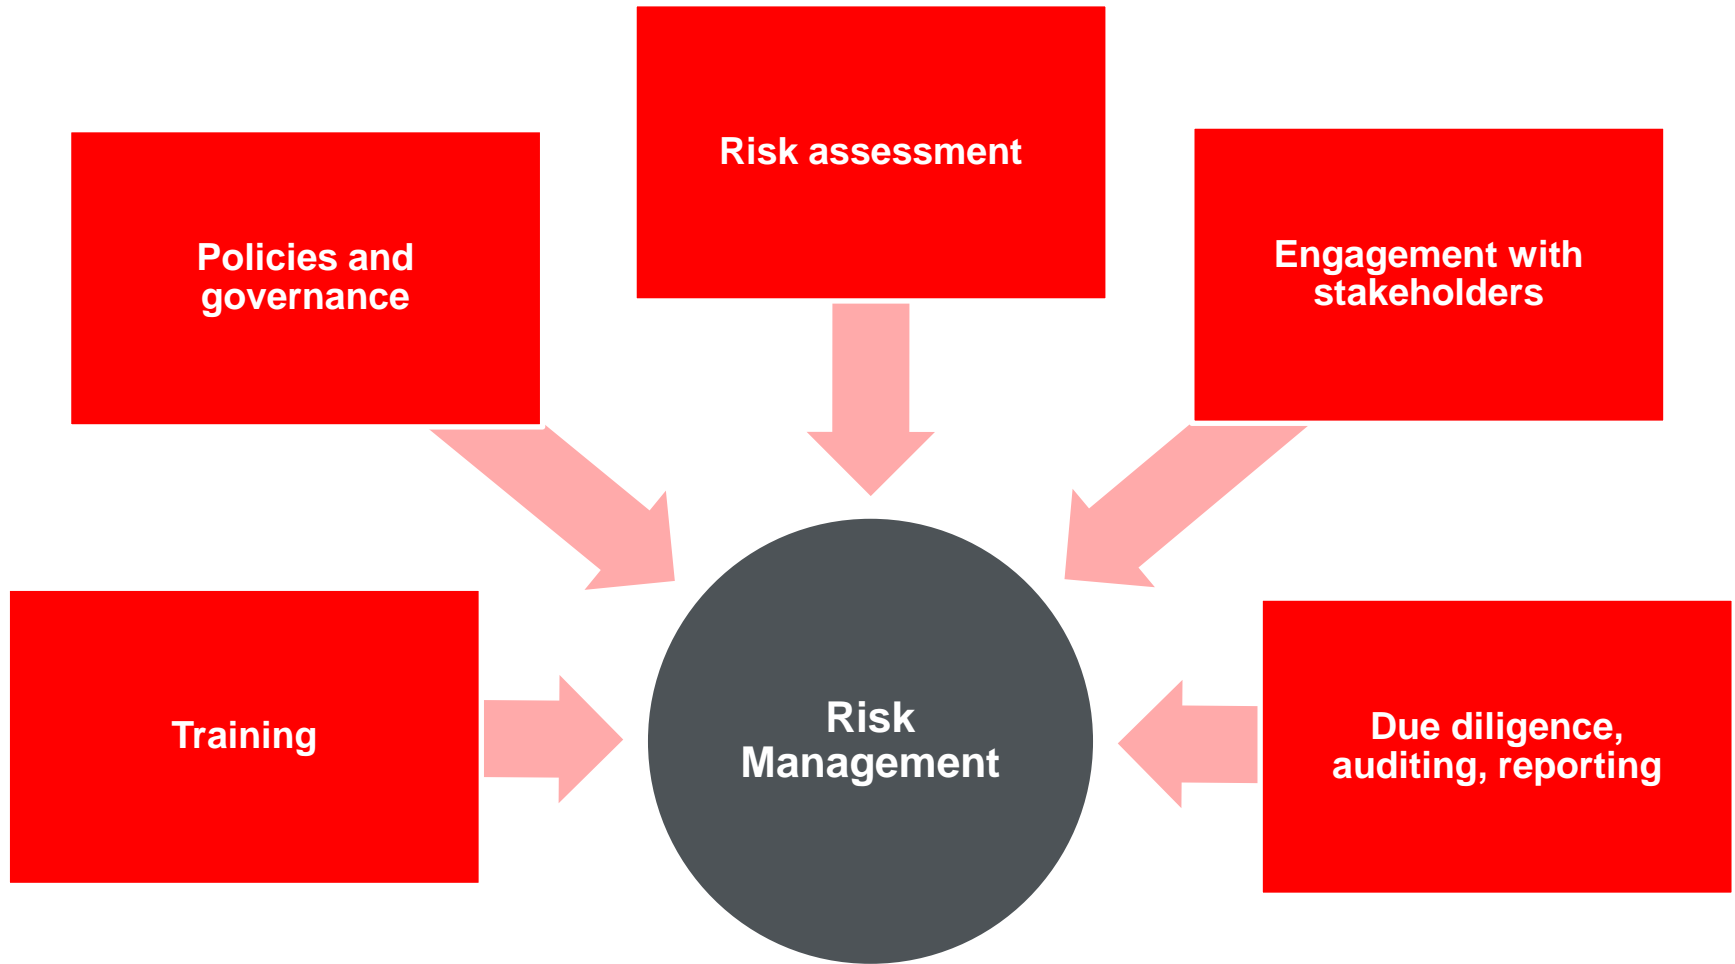 Risk assessment
Policies and
governance
Engagement with
stakeholders
Training
Risk
Management
Due diligence,
auditing, reporting